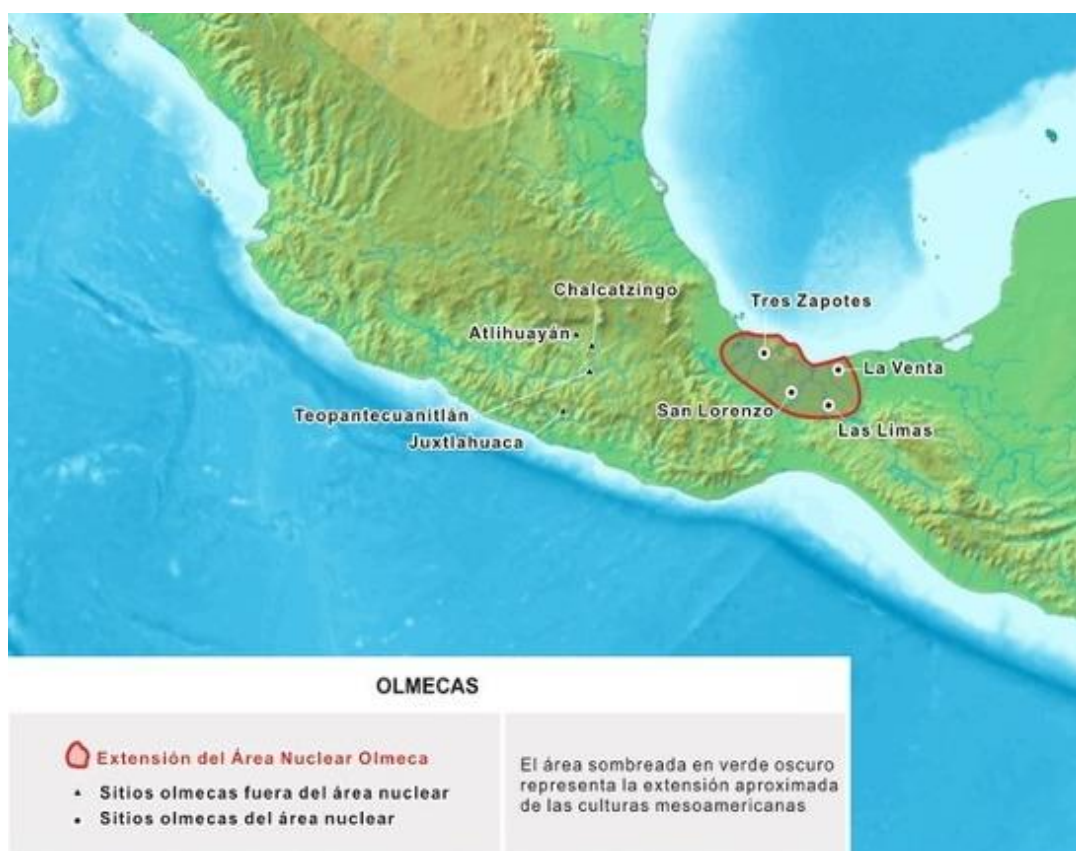 Chalcatzingo
Tres Zapotes
Atlihuayán
La Venta
Teopantecuanitlán
San Lorenzo
Las Limas
Juxtlahuaca
OLMECAS
Extensión del Área Nuclear Olmeca
Sitios olmecas fuera del área nuclear
Sitios olmecas del área nuclear
El área sombreada en verde oscuro
representa la extensión aproximada
de las culturas mesoamericanas